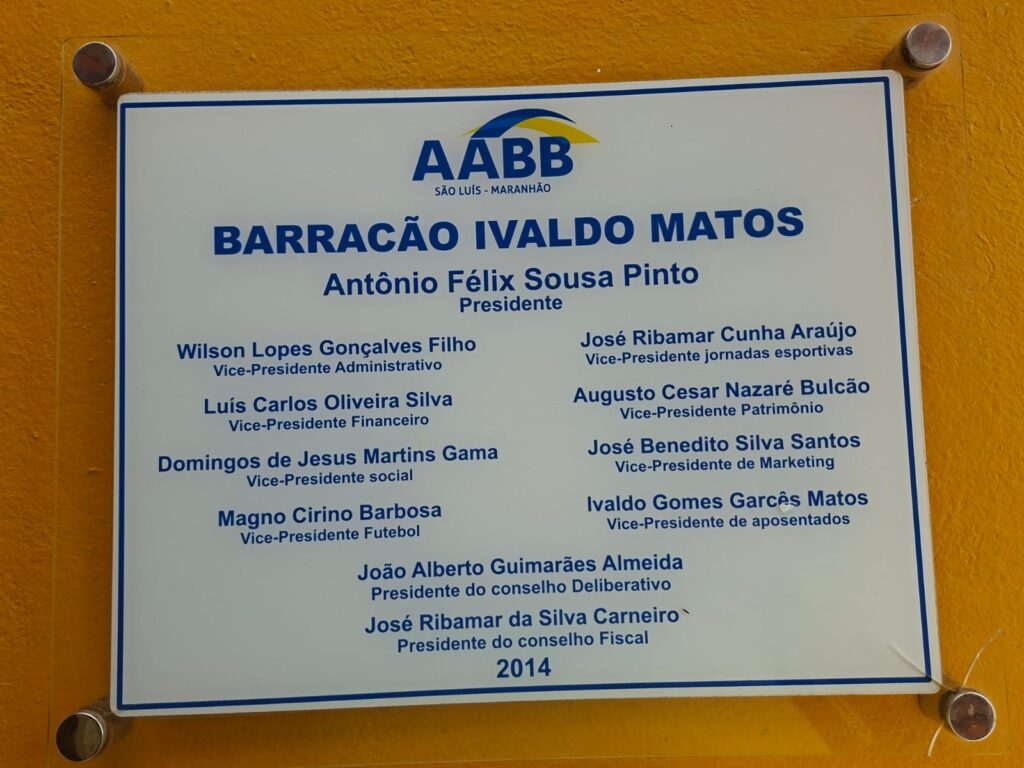 AABB
SÃO LUÍS - MARANHÃO
BARRACÃO IVALDO MATOS
Antônio Félix Sousa Pinto
Presidente
Wilson Lopes Gonçalves Filho
Vice-Presidente Administrativo
Luís Carlos Oliveira Silva
Vice-Presidente Financeiro
Domingos de Jesus Martins Gama
Vice-Presidente social
Magno Cirino Barbosa
Vice-Presidente Futebol
José Ribamar Cunha Araújo
Vice-Presidente jornadas esportivas
Augusto Cesar Nazaré Bulcão
Vice-Presidente Patrimônio
José Benedito Silva Santos
Vice-Presidente de Marketing
Ivaldo Gomes Garcês Matos
Vice-Presidente de aposentados
João Alberto Guimarães Almeida
Presidente do conselho Deliberativo
José Ribamar da Silva Carneiro
Presidente do conselho Fiscal
2014